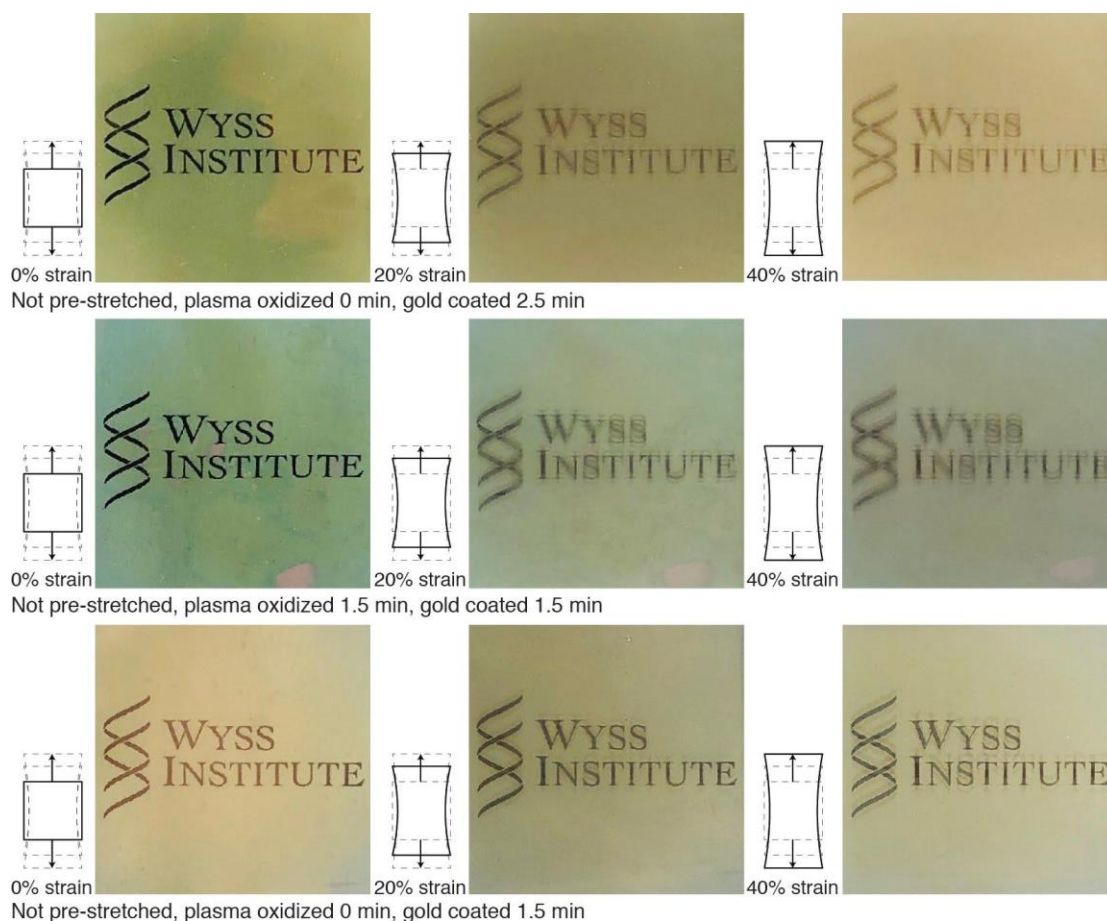 WYSS
INSTITUTE
WYSS
INSTITUTE
WYSS
INSTITUTE
0% strain
20% strain
40% strain
Not pre-stretched, plasma oxidized 0 min, gold coated 2.5 min
WYSS
INSTITUTE
WYSS
INSTITUTE
WYSS
INSTITUTE
0% strain
20% strain
40% strain
Not pre-stretched, plasma oxidized 1.5 min, gold coated 1.5 min
WYSS
INSTITUTE
WYSS
INSTITUTE
WYSS
INSTITUTE
0% strain
20% strain
40% strain
Not pre-stretched, plasma oxidized 0 min, gold coated 1.5 min